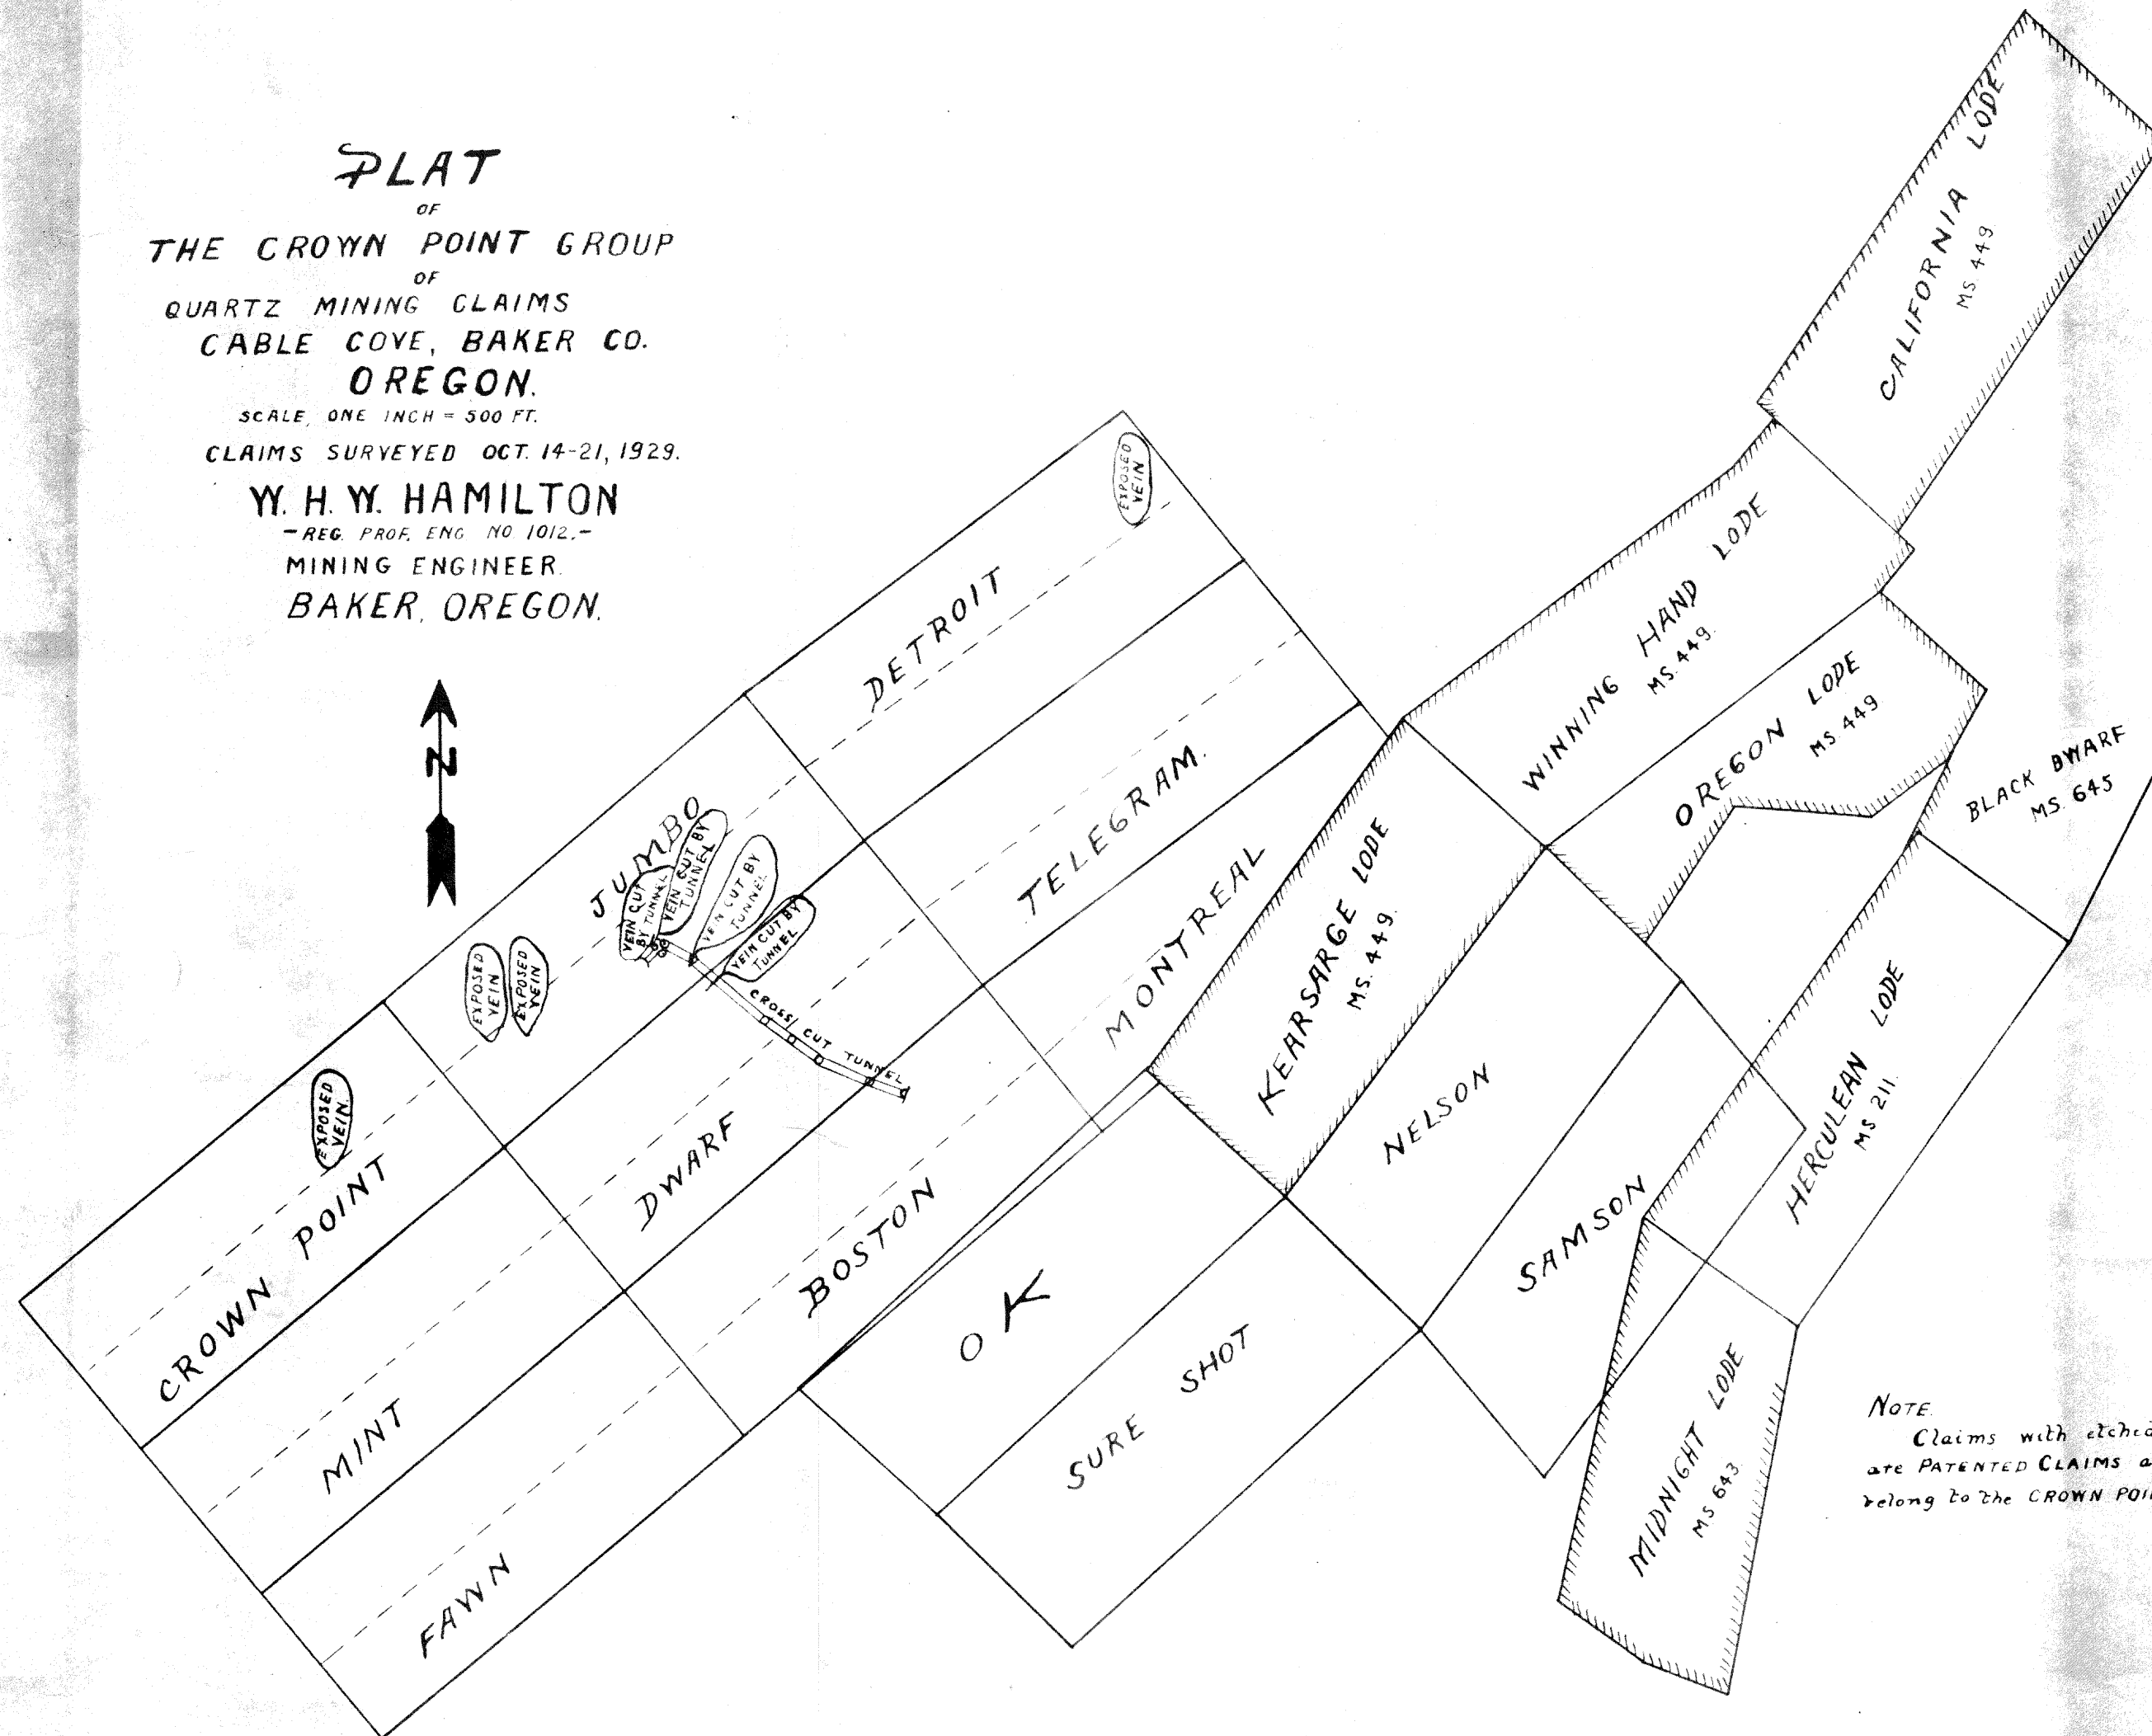 PLAT
OF
THE CROWN POINT GROUP
OF
QUARTZ MINING CLAIMS
CABLE COVE, BAKER CO.
OREGON.
SCALE, ONE INCH = 500 FT.
CLAIMS SURVEYED OCT. 14-21, 1929.
W. H. W. HAMILTON
-REG. PROF. ENG NO 1012.-
MINING ENGINEER.
BAKER, OREGON.
N
CALIFORNIA LODE
MS. 449
EXPOSED
VEIN
DETROIT
WINNING HAND LODE
MS. 449.
OREGON LODE
MS. 449
BLACK DWARF
MS. 645
JUMBO
VEIN CUT
BY TUNNEL
VEIN CUT BY
TUNNEL
VEIN CUT BY
TUNNEL
VEIN CUT BY
TUNNEL
TELEGRAM.
MONTREAL
KEARSARGE LODE
MS. 449.
EXPOSED
VEIN
EXPOSED
VEIN
CROSS CUT TUNNEL
EXPOSED
VEIN.
CROWN POINT
DWARF
BOSTON
NELSON
HERCULEAN LODE
MS 211.
SAMSON
OK
SURE SHOT
MINT
FAWN
MIDNIGHT LODE
MS 643
NOTE.
Claims with etched
are PATENTED CLAIMS a
belong to the CROWN POI